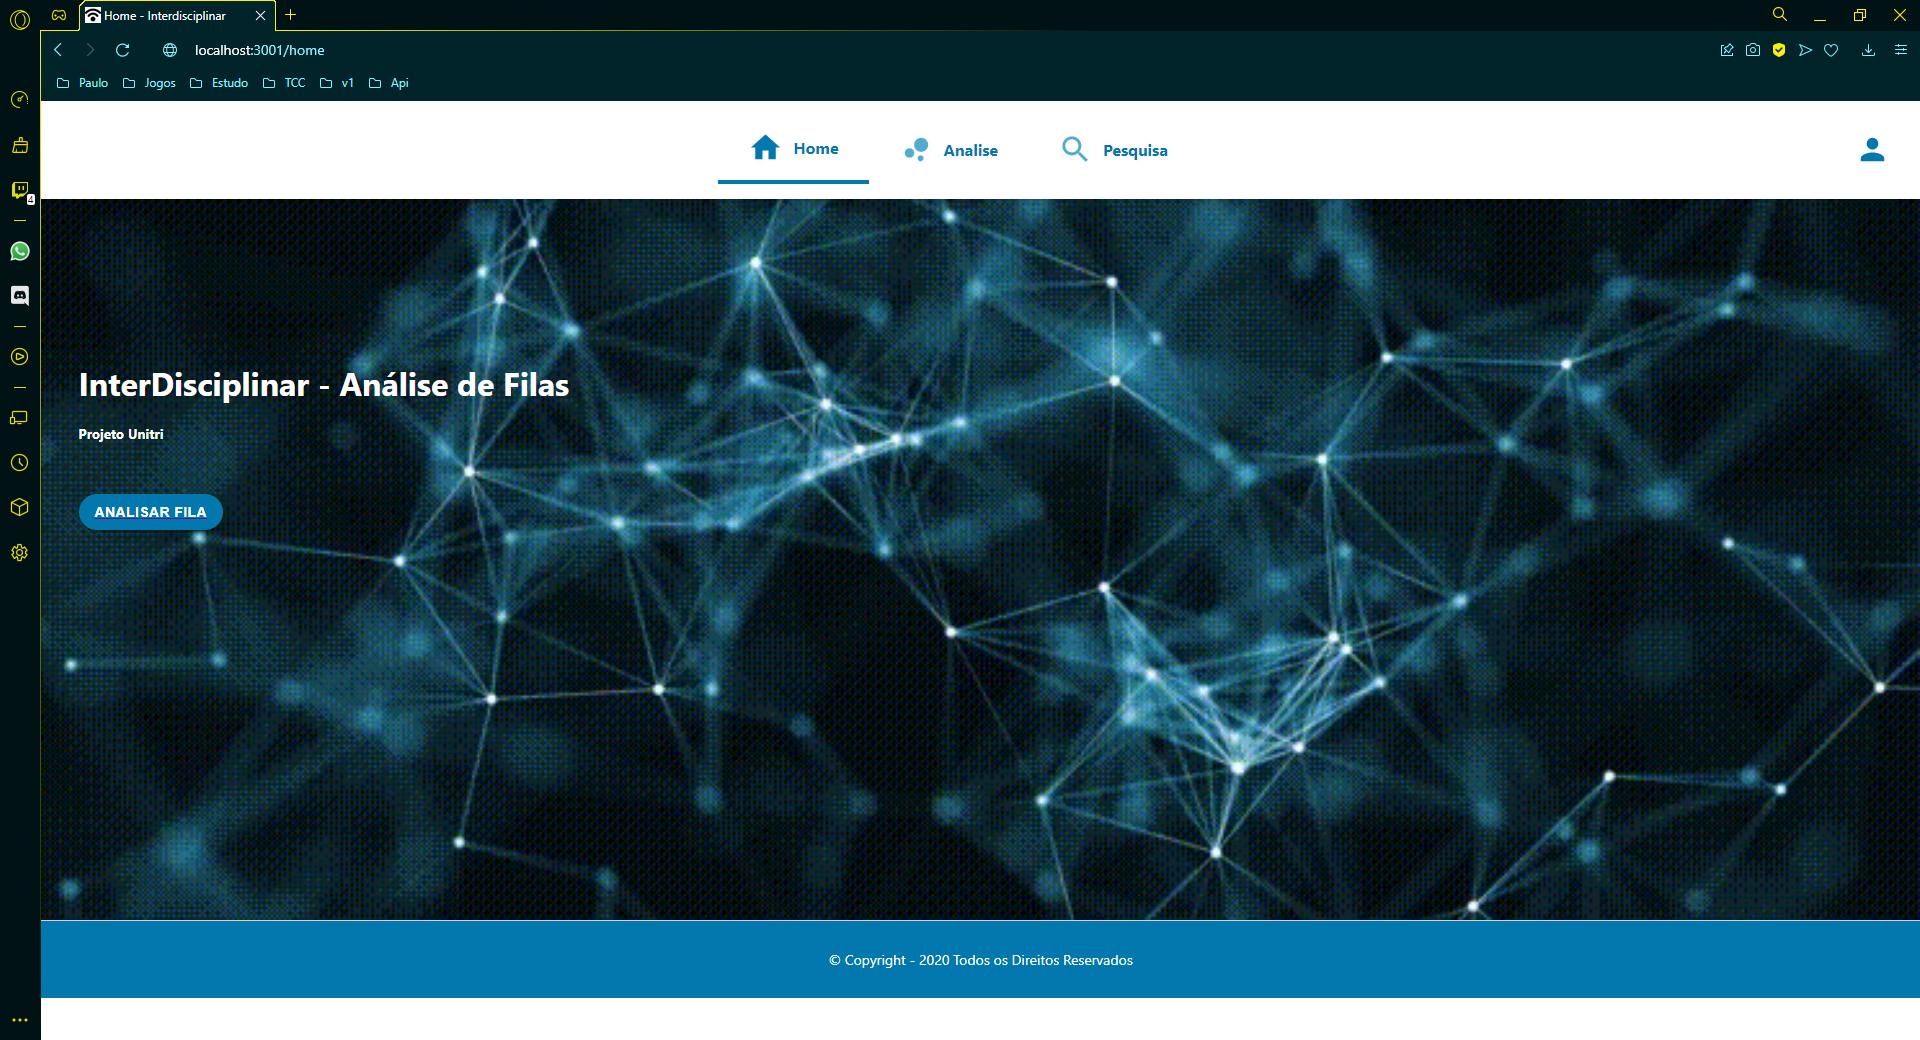 Home - Interdisciplinar
localhost:3001/home
Paulo Jogos Estudo TCC v1 Api
4
Home Analise Pesquisa
InterDisciplinar - Análise de Filas
Projeto Unitri
ANALISAR FILA
© Copyright - 2020 Todos os Direitos Reservados